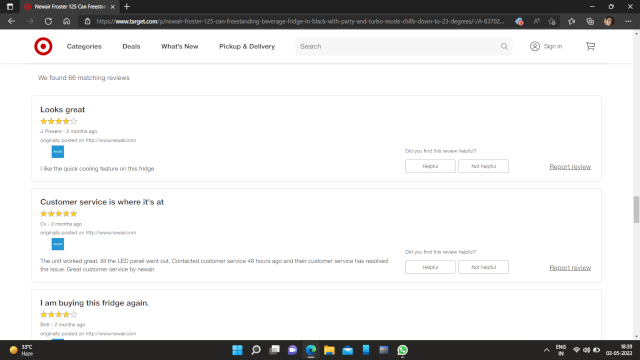 Newair Froster 125 Can Freestan
https://www.target.com/p/newair-froster-125-can-freestanding-beverage-fridge-in-black-with-party-and-turbo-mode-chills-down-to-23-degrees/-/A-83702...
Categories Deals What's New Pickup & Delivery Search Sign in
We found 66 matching reviews
Looks great
J. Powers - 2 months ago
originally posted on http://www.newair.com
newair
Did you find this review helpful?
I like the quick cooling feature on this fridge
Helpful Not helpful Report review
Customer service is where it's at
Cv - 2 months ago
originally posted on http://www.newair.com
newair
Did you find this review helpful?
The unit worked great, till the LED panel went out. Contacted customer service 48 hours ago and their customer service has resolved
the issue. Great customer service by newair
Helpful Not helpful Report review
I am buying this fridge again.
Britt - 2 months ago
originally posted on http://www.newair.com
33°C
Haze
ENG
IN
18:39
02-05-2022